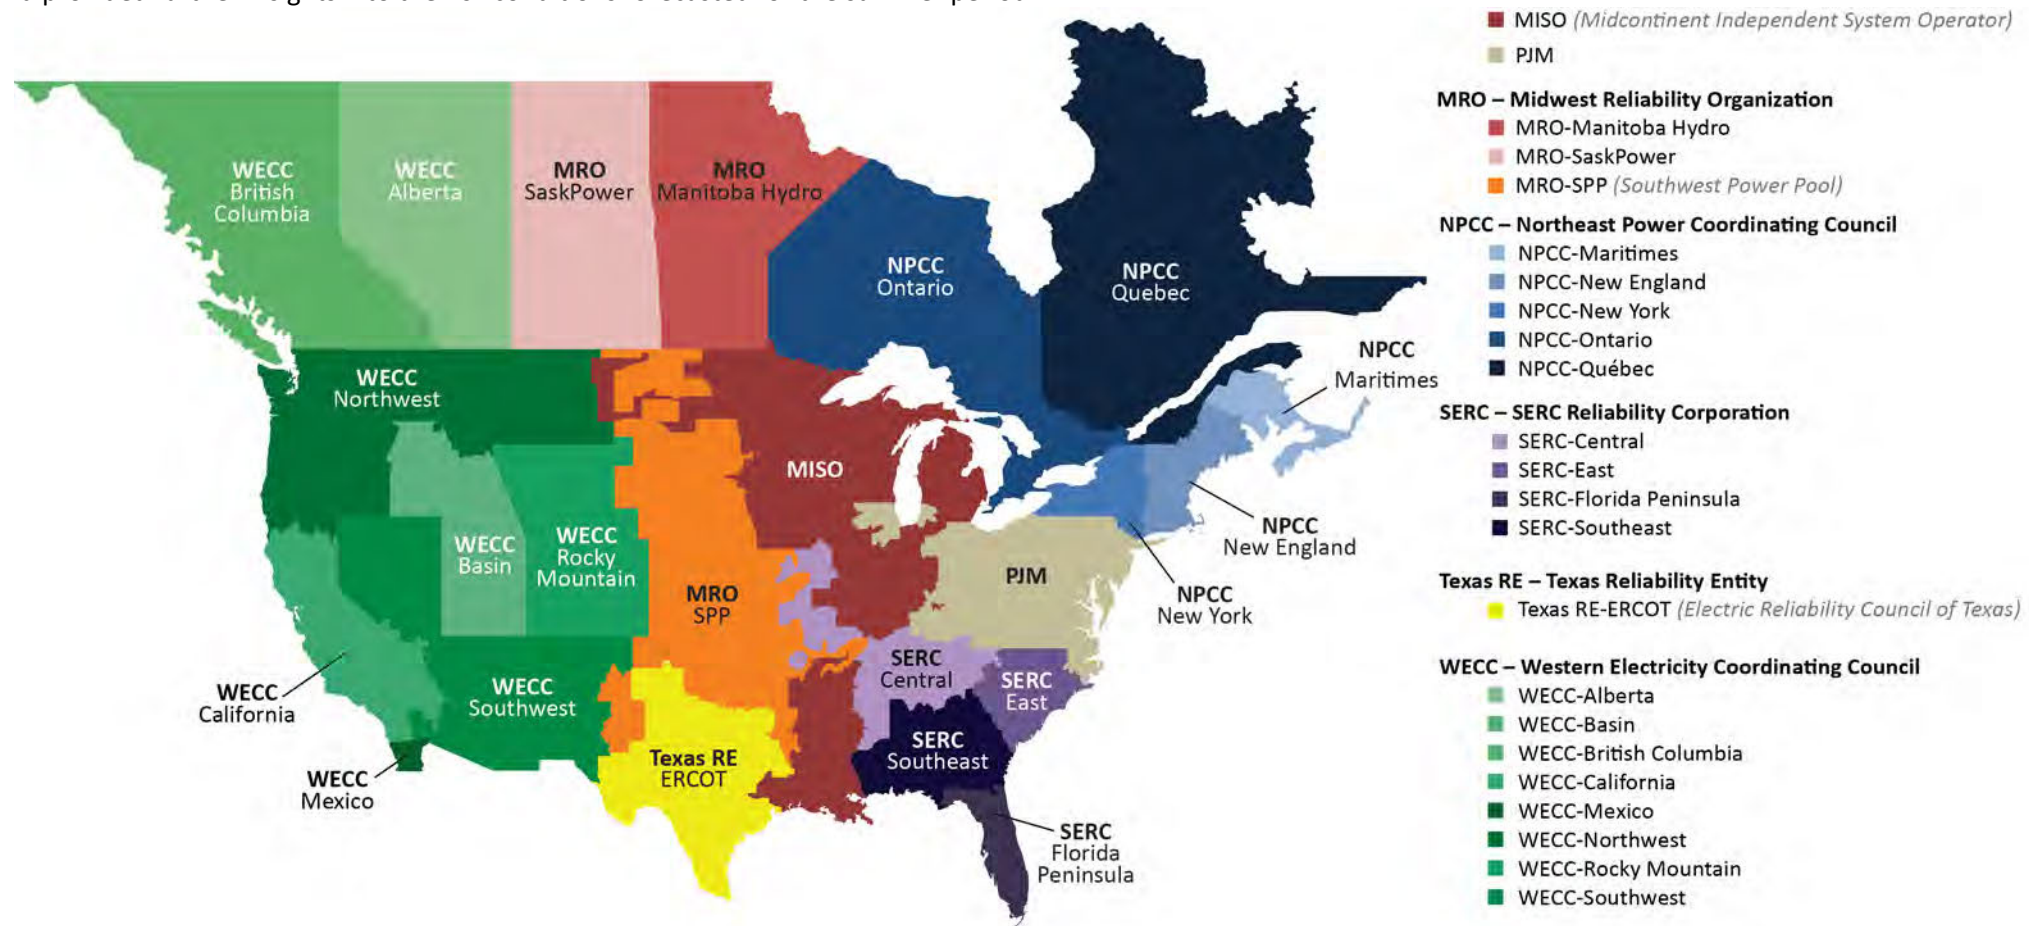 MISO (Midcontinent Independent System Operator)
PJM
MRO – Midwest Reliability Organization
MRO-Manitoba Hydro
MRO-SaskPower
MRO-SPP (Southwest Power Pool)
NPCC – Northeast Power Coordinating Council
NPCC-Maritimes
NPCC-New England
NPCC-New York
NPCC-Ontario
NPCC-Québec
SERC – SERC Reliability Corporation
SERC-Central
SERC-East
SERC-Florida Peninsula
SERC-Southeast
Texas RE – Texas Reliability Entity
Texas RE-ERCOT (Electric Reliability Council of Texas)
WECC – Western Electricity Coordinating Council
WECC-Alberta
WECC-Basin
WECC-British Columbia
WECC-California
WECC-Mexico
WECC-Northwest
WECC-Rocky Mountain
WECC-Southwest
WECC
British
Columbia
WECC
Alberta
MRO
SaskPower
MRO
Manitoba Hydro
NPCC
Ontario
NPCC
Quebec
NPCC
Maritimes
WECC
Northwest
MISO
WECC
Basin
WECC
Rocky
Mountain
MRO
SPP
PJM
NPCC
New England
NPCC
New York
WECC
California
WECC
Southwest
SERC
Central
SERC
East
WECC
Mexico
Texas RE
ERCOT
SERC
Southeast
SERC
Florida
Peninsula